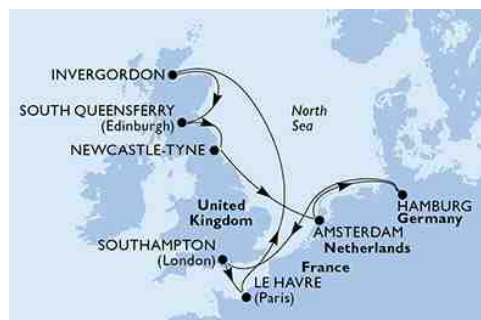 INVERGORDON
SOUTH QUEENSFERRY
(Edinburgh)
North
Sea
NEWCASTLE-TYNE
United
Kingdom
HAMBURG
Germany
AMSTERDAM
Netherlands
SOUTHAMPTON
(London)
France
LE HAVRE
(Paris)